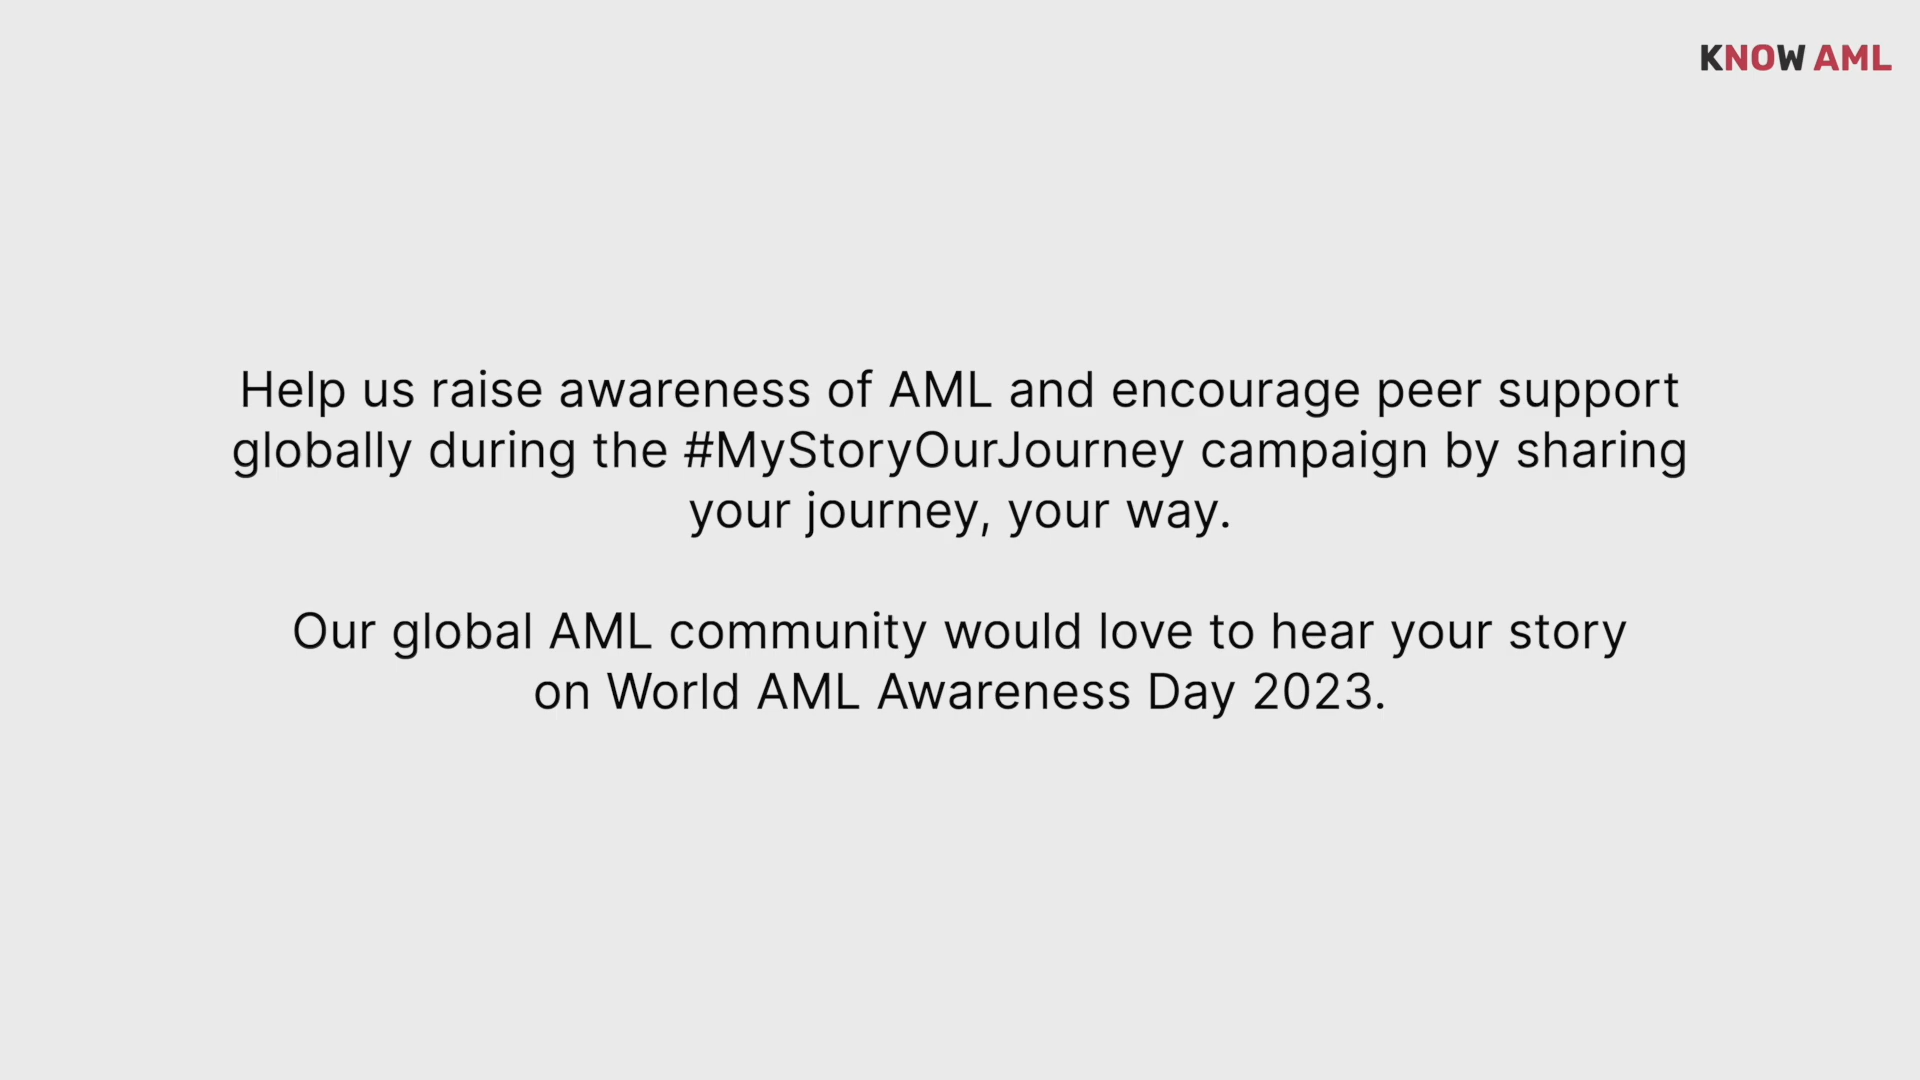 KNOW AML
Help us raise awareness of AML and encourage peer support
globally during the #MyStoryOurJourney campaign by sharing
your journey, your way.
Our global AML community would love to hear your story
on World AML Awareness Day 2023.